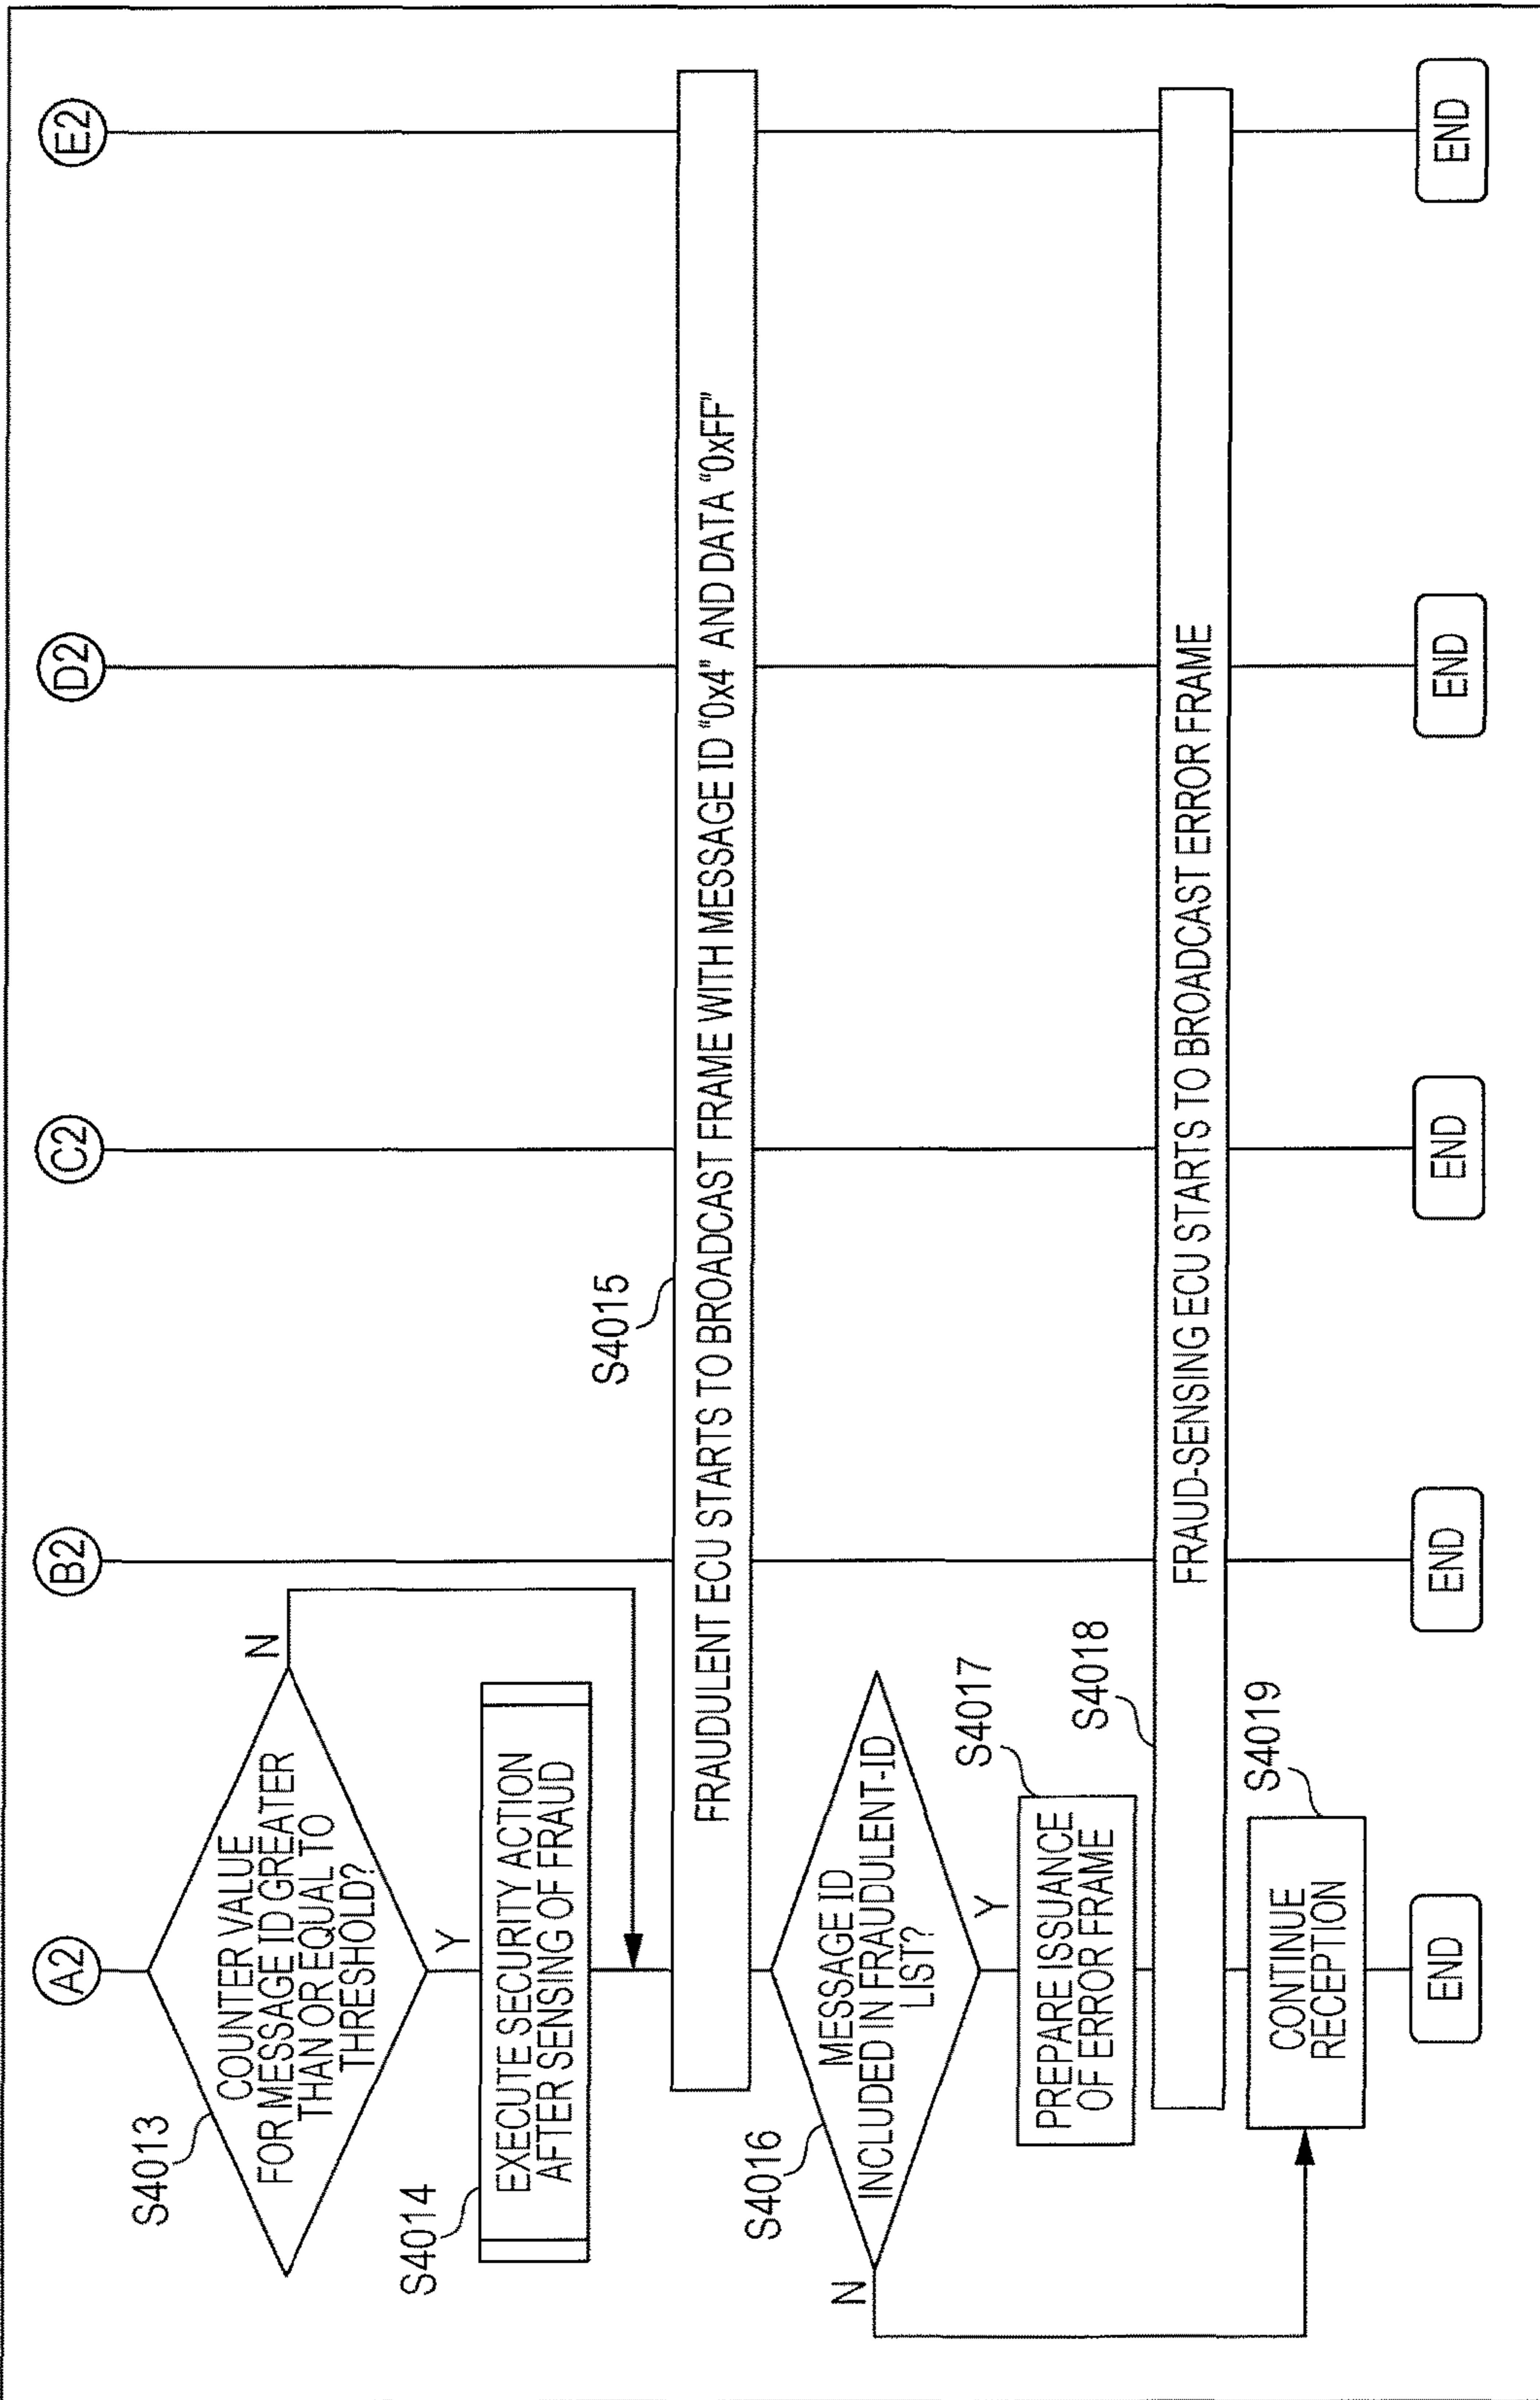 A2
B2
C2
D2
E2
S4013
COUNTER VALUE
FOR MESSAGE ID GREATER
THAN OR EQUAL TO
THRESHOLD?
N
Y
S4014
EXECUTE SECURITY ACTION
AFTER SENSING OF FRAUD
S4015
FRAUDULENT ECU STARTS TO BROADCAST FRAME WITH MESSAGE ID “0x4” AND DATA “0xFF”
S4016
MESSAGE ID
INCLUDED IN FRAUDULENT-ID
LIST?
N
Y
S4017
PREPARE ISSUANCE
OF ERROR FRAME
S4018
FRAUD-SENSING ECU STARTS TO BROADCAST ERROR FRAME
S4019
CONTINUE
RECEPTION
END
END
END
END
END